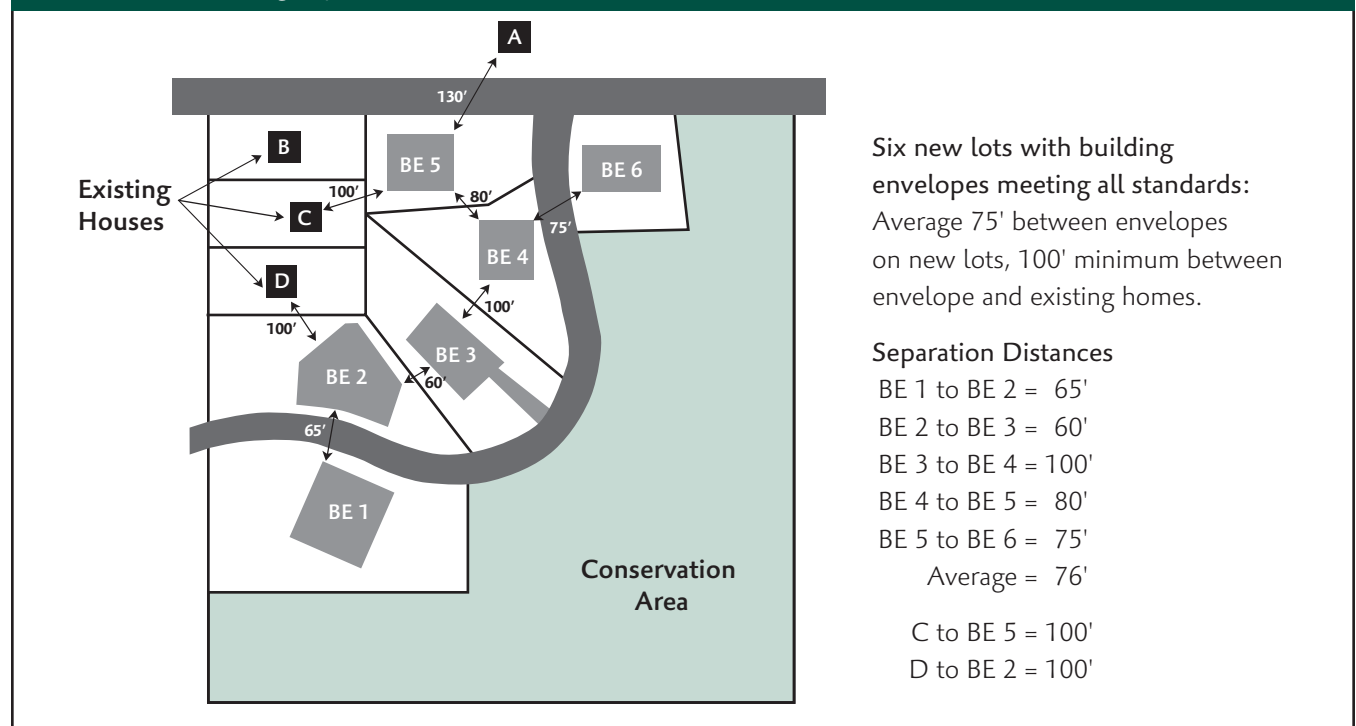 A
130'
B
BE 5
BE 6
Existing
Houses
100'
C
80'
75'
BE 4
D
100'
100'
BE 3
BE 2
60'
65'
BE 1
Conservation
Area
Six new lots with building
envelopes meeting all standards:
Average 75' between envelopes
on new lots, 100' minimum between
envelope and existing homes.
Separation Distances
BE 1 to BE 2 = 65'
BE 2 to BE 3 = 60'
BE 3 to BE 4 = 100'
BE 4 to BE 5 = 80'
BE 5 to BE 6 = 75'
Average = 76'
C to BE 5 = 100'
D to BE 2 = 100'